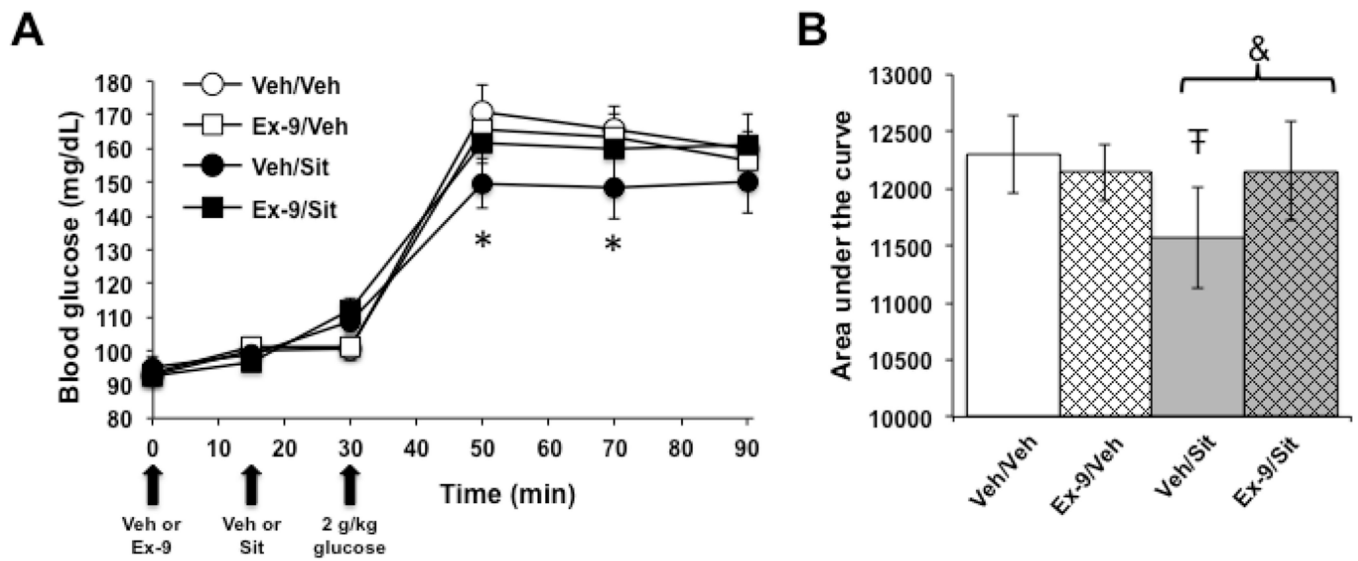 A
Blood glucose (mg/dL)
180
170
160
150
140
130
120
110
100
90
80
Veh/Veh
Ex-9/Veh
Veh/Sit
Ex-9/Sit
* *
0 10 20 30 40 50 60 70 80 90
Time (min)
Veh or
Ex-9
Veh or
Sit
2 g/kg
glucose
B
Area under the curve
13000
12500
12000
11500
11000
10500
10000
&
Ŧ
Veh/Veh
Ex-9/Veh
Veh/Sit
Ex-9/Sit